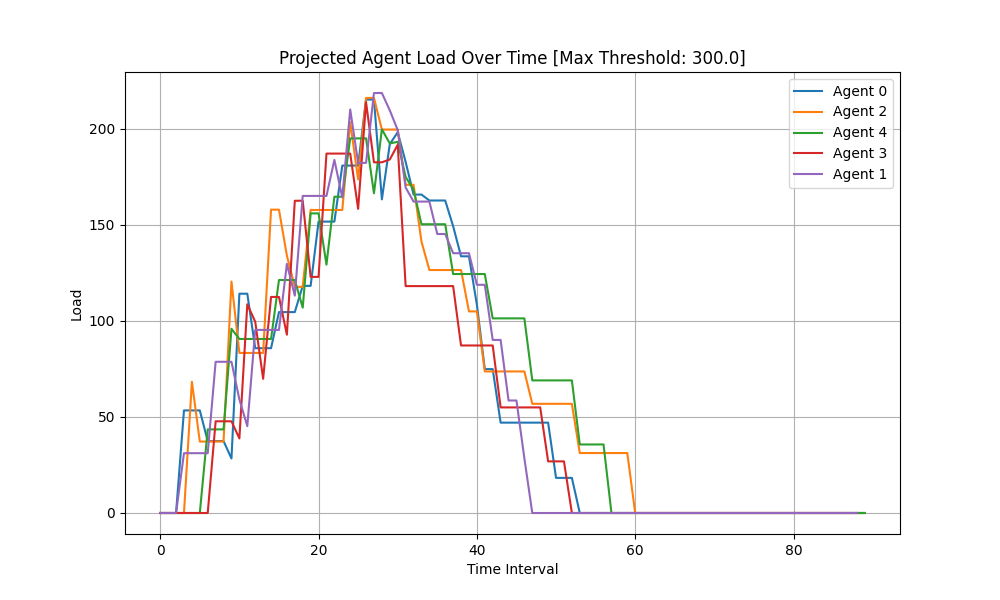 Projected Agent Load Over Time [Max Threshold: 300.0]
Agent 0
Agent 2
Agent 4
Agent 3
Agent 1
Load
200
150
100
50
0
0 20 40 60 80
Time Interval